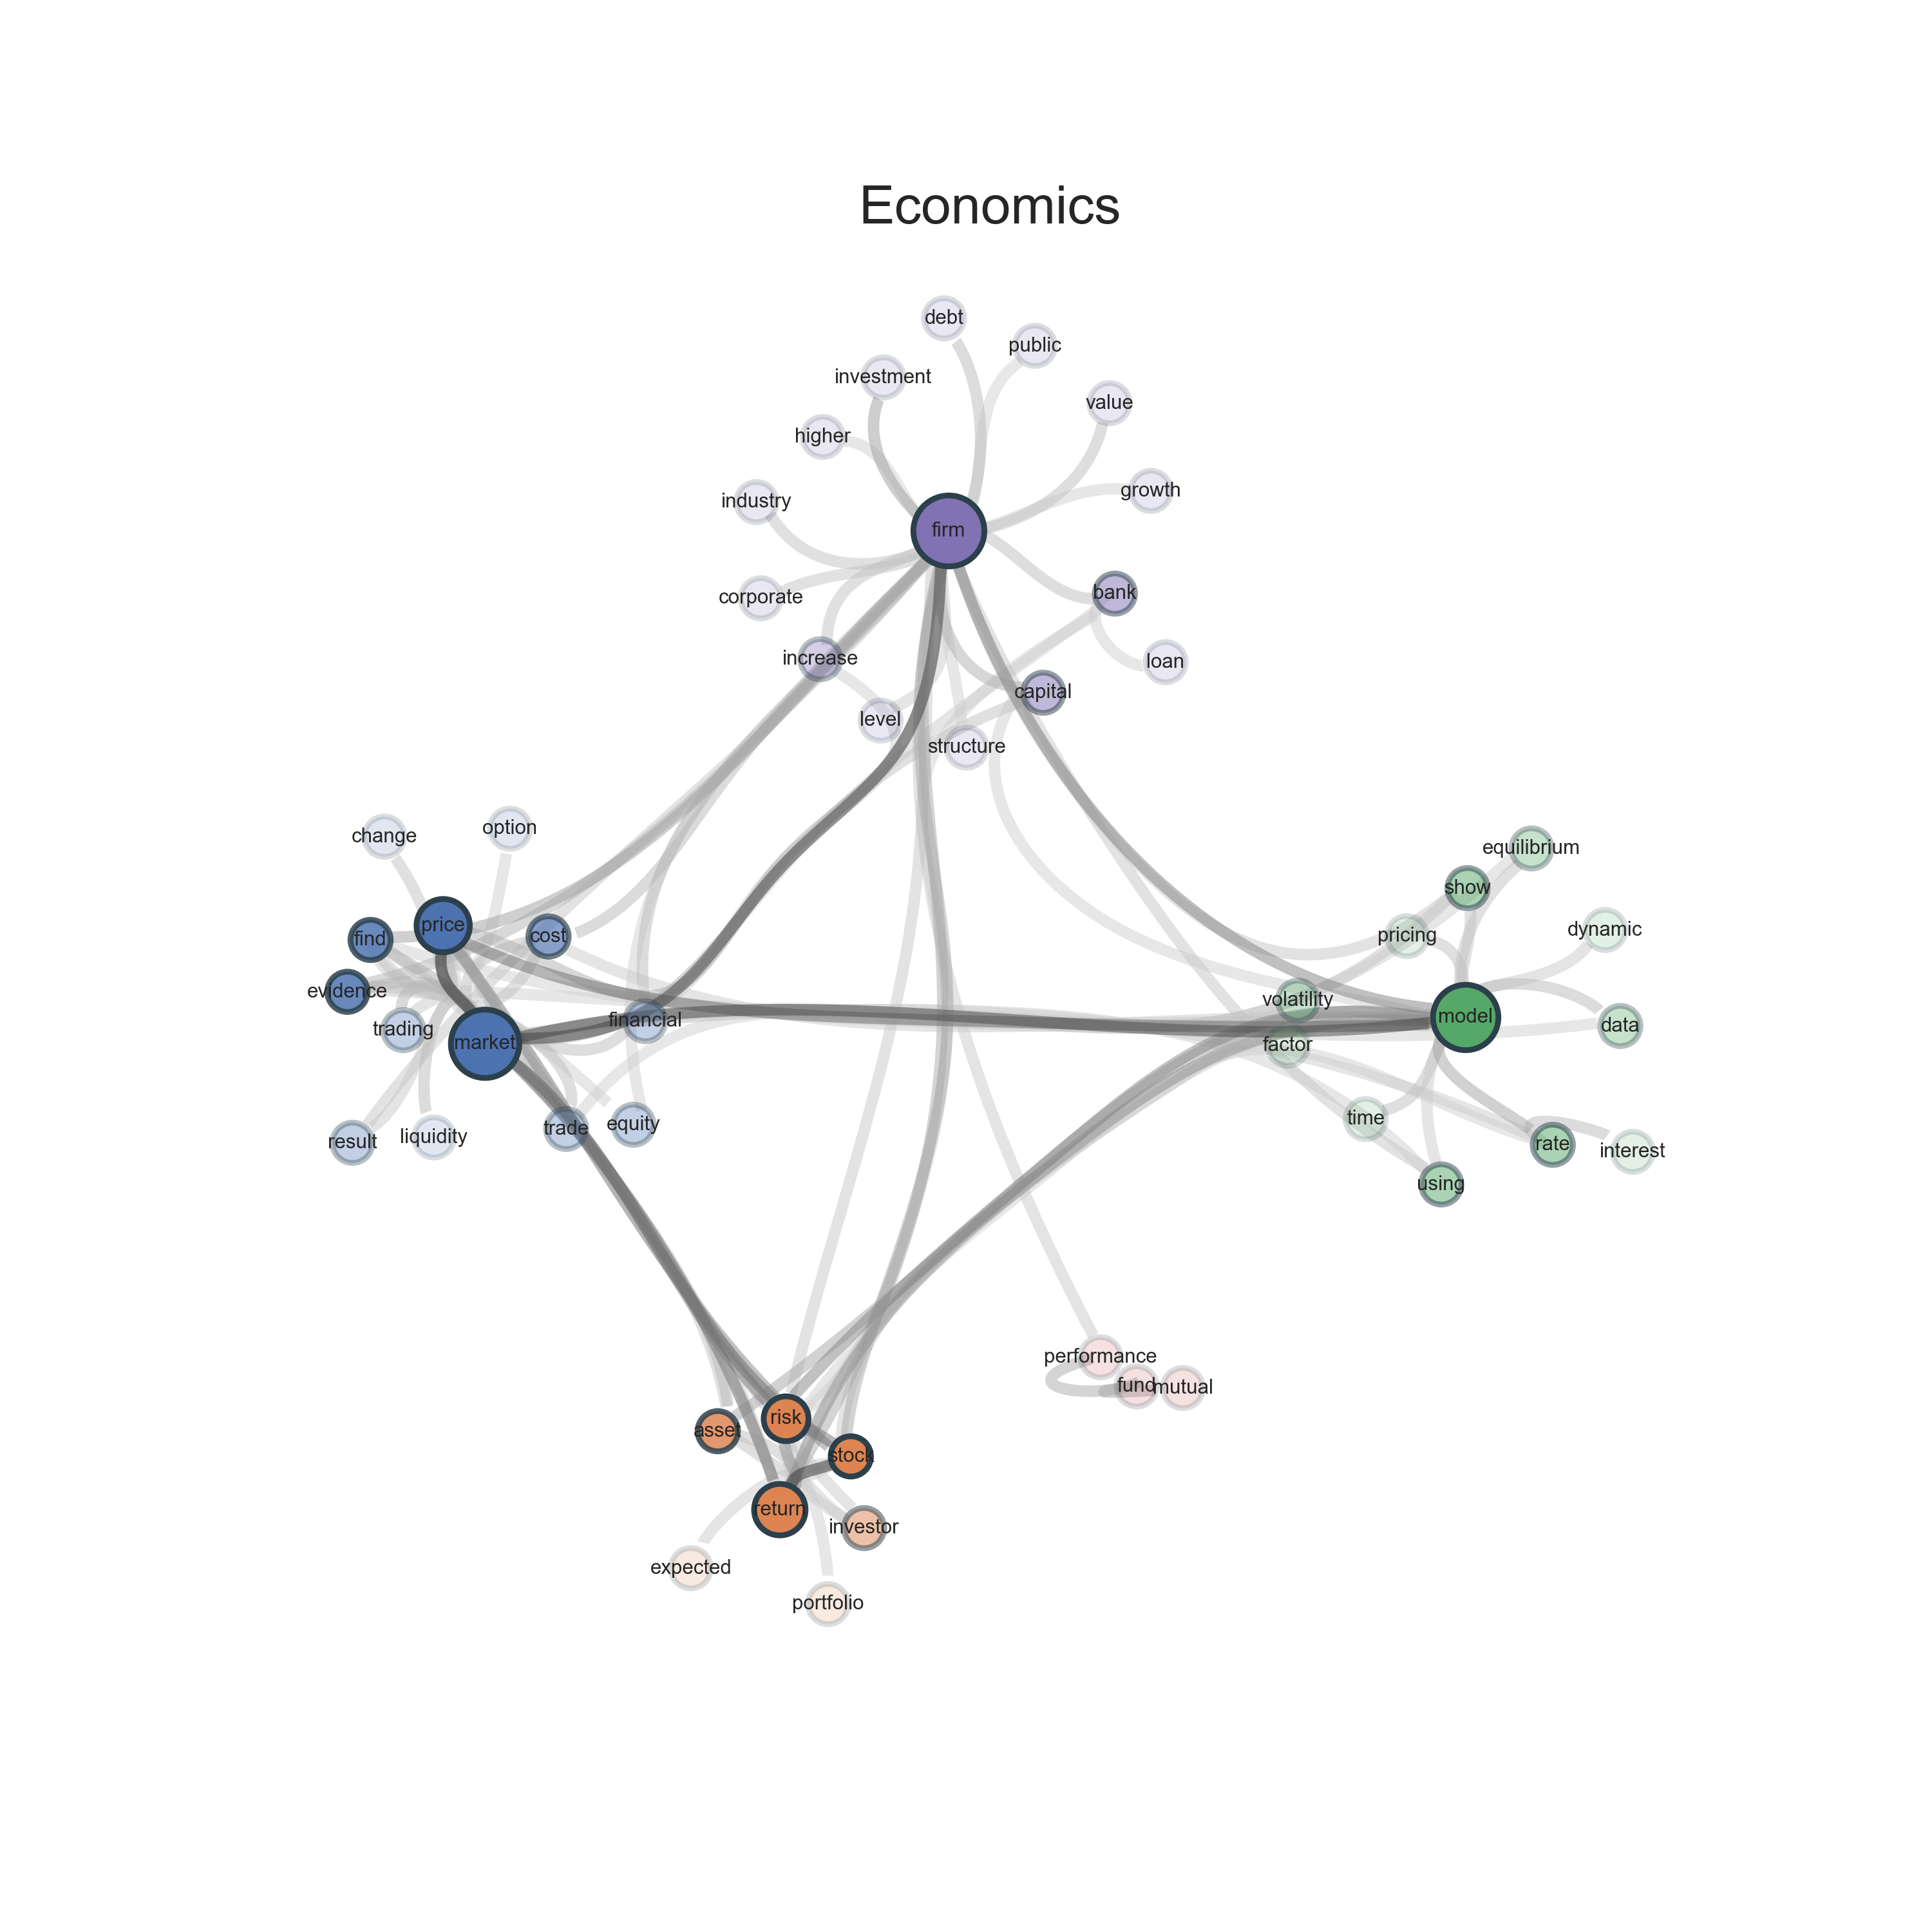 Economics
debt
public
investment
value
higher
growth
industry
firm
bank
corporate
increase
loan
capital
level
structure
change
option
equilibrium
show
price
find
cost
pricing
dynamic
evidence
volatility
trading
financial
market
model
data
factor
result
liquidity
trade
equity
time
rate
interest
using
performance
fund
mutual
risk
asset
stock
return
investor
expected
portfolio